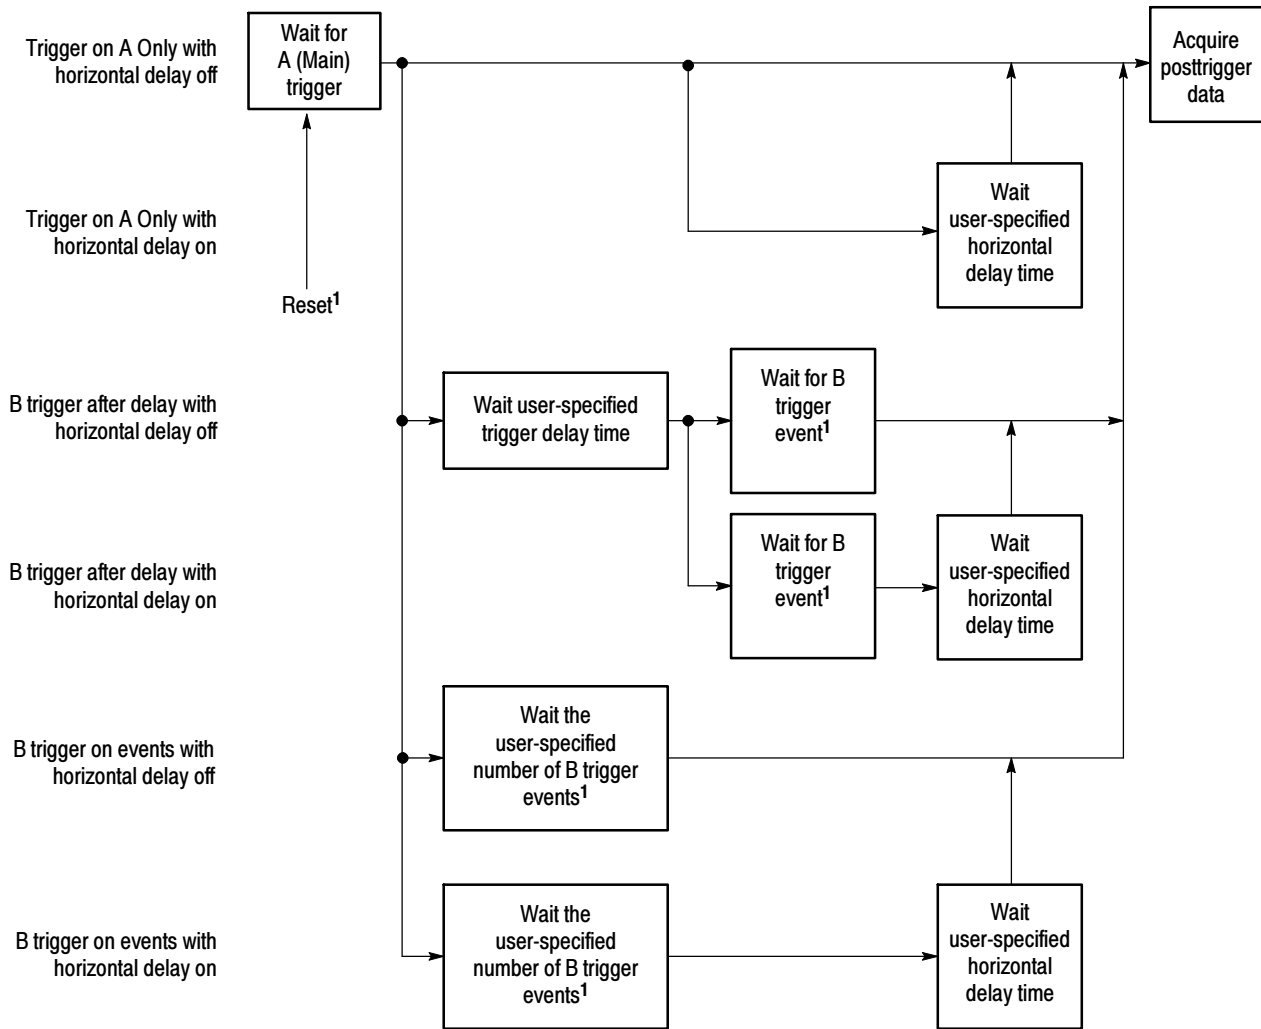 Trigger on A Only with
horizontal delay off
Wait for
A (Main)
trigger
Acquire
posttrigger
data
Trigger on A Only with
horizontal delay on
Wait
user-specified
horizontal
delay time
Reset1
B trigger after delay with
horizontal delay off
Wait user-specified
trigger delay time
Wait for B
trigger
event1
B trigger after delay with
horizontal delay on
Wait for B
trigger
event1
Wait
user-specified
horizontal
delay time
B trigger on events with
horizontal delay off
Wait the
user-specified
number of B trigger
events1
B trigger on events with
horizontal delay on
Wait the
user-specified
number of B trigger
events1
Wait
user-specified
horizontal
delay time